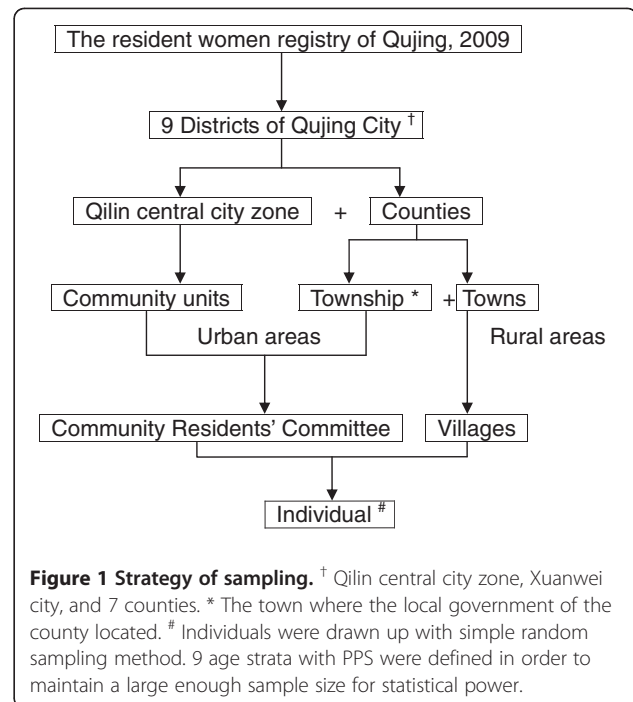 The resident women registry of Qujing, 2009
9 Districts of Qujing City †
Qilin central city zone + Counties
Community units Township * + Towns
Urban areas Rural areas
Community Residents' Committee Villages
Individual #
Figure 1 Strategy of sampling. † Qilin central city zone, Xuanwei
city, and 7 counties. * The town where the local government of the
county located. # Individuals were drawn up with simple random
sampling method. 9 age strata with PPS were defined in order to
maintain a large enough sample size for statistical power.